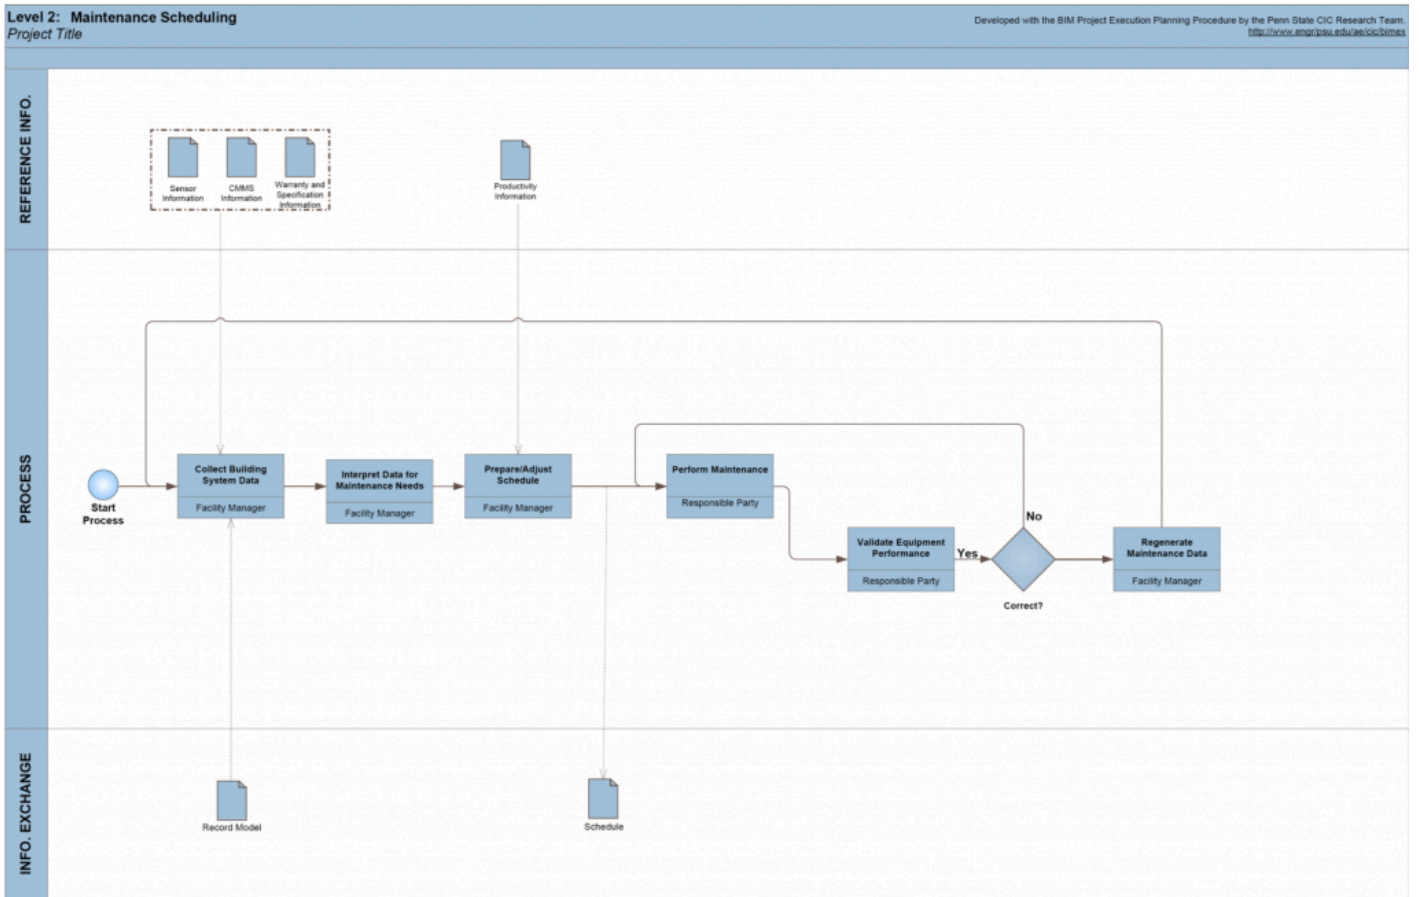 Level 2: Maintenance Scheduling
Project Title
Developed with the BIM Project Execution Planning Procedure by the Penn State CIC Research Team.
http://www.engr/psu.edu/ae/cic/bimex
REFERENCE INFO.
Sensor
Information
CMMS
Information
Warranty and
Specification
Information
Productivity
Information
PROCESS
Start
Process
Collect Building
System Data
Facility Manager
Interpret Data for
Maintenance Needs
Facility Manager
Prepare/Adjust
Schedule
Facility Manager
Perform Maintenance
Responsible Party
Validate Equipment
Performance
Responsible Party
Yes
No
Correct?
Regenerate
Maintenance Data
Facility Manager
INFO. EXCHANGE
Record Model
Schedule